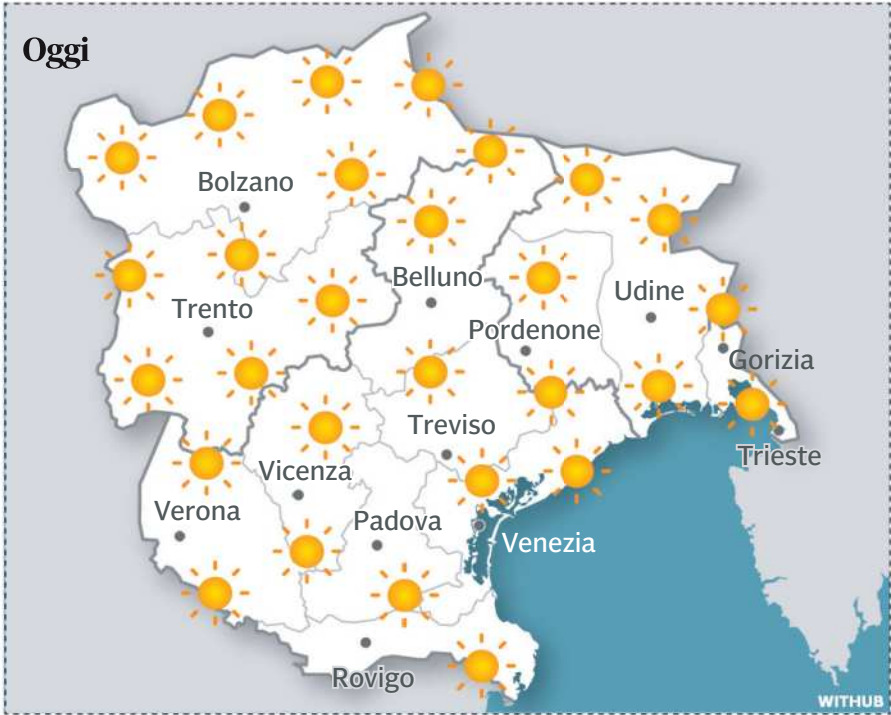 Oggi
Bolzano
Belluno
Udine
Trento
Pordenone
Gorizia
Treviso
Trieste
Vicenza
Verona
Padova
Venezia
Rovigo
WITHUB